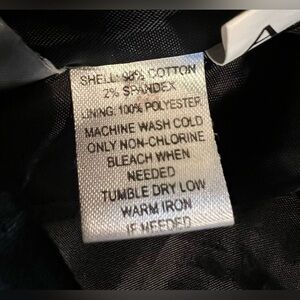 SHELL: 98% COTTON
2% SPANDEX
LINING: 100% POLYESTER
MACHINE WASH COLD
ONLY NON-CHLORINE
BLEACH WHEN
NEEDED
TUMBLE DRY LOW
WARM IRON
IF NEEDED